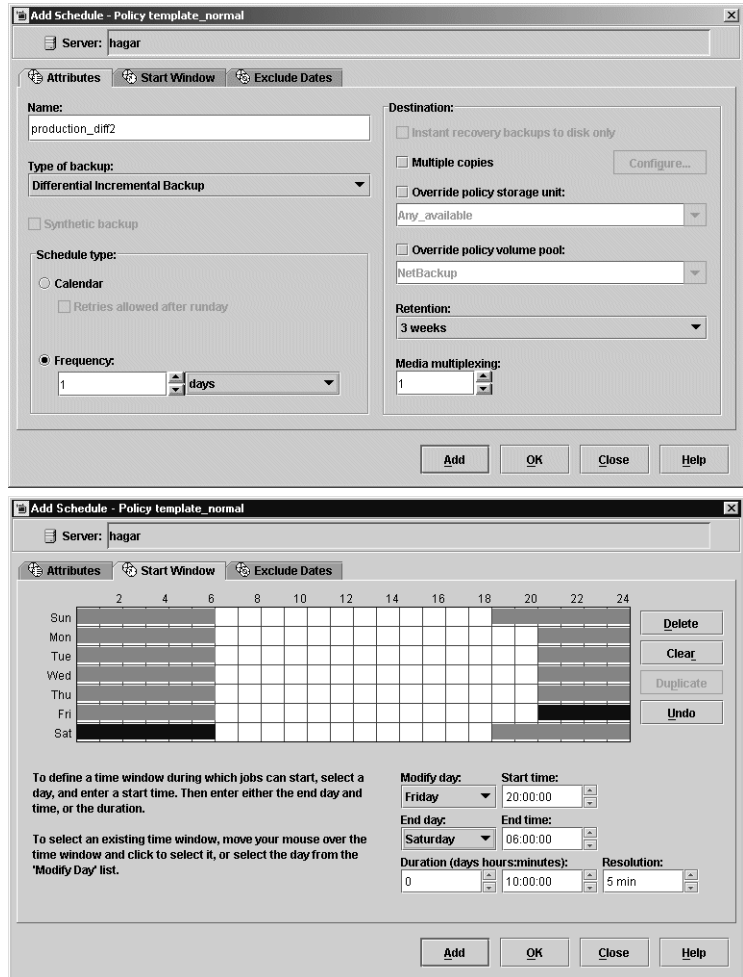 Add Schedule - Policy template_normal
Server: hagar
Attributes Start Window Exclude Dates
Name:
production_diff2
Type of backup:
Differential Incremental Backup
Synthetic backup
Schedule type:
Calendar
Retries allowed after runday
Frequency:
1 days
Destination:
Instant recovery backups to disk only
Multiple copies Configure...
Override policy storage unit:
Any_available
Override policy volume pool:
NetBackup
Retention:
3 weeks
Media multiplexing:
1
Add OK Close Help
Add Schedule - Policy template_normal
Server: hagar
Attributes Start Window Exclude Dates
2 4 6 8 10 12 14 16 18 20 22 24
Sun
Mon
Tue
Wed
Thu
Fri
Sat
Delete
Clear
Duplicate
Undo
To define a time window during which jobs can start, select a
day, and enter a start time. Then enter either the end day and
time, or the duration.
To select an existing time window, move your mouse over the
time window and click to select it, or select the day from the
'Modify Day' list.
Modify day: Start time:
Friday 20:00:00
End day: End time:
Saturday 06:00:00
Duration (days hours:minutes): Resolution:
0 10:00:00 5 min
Add OK Close Help